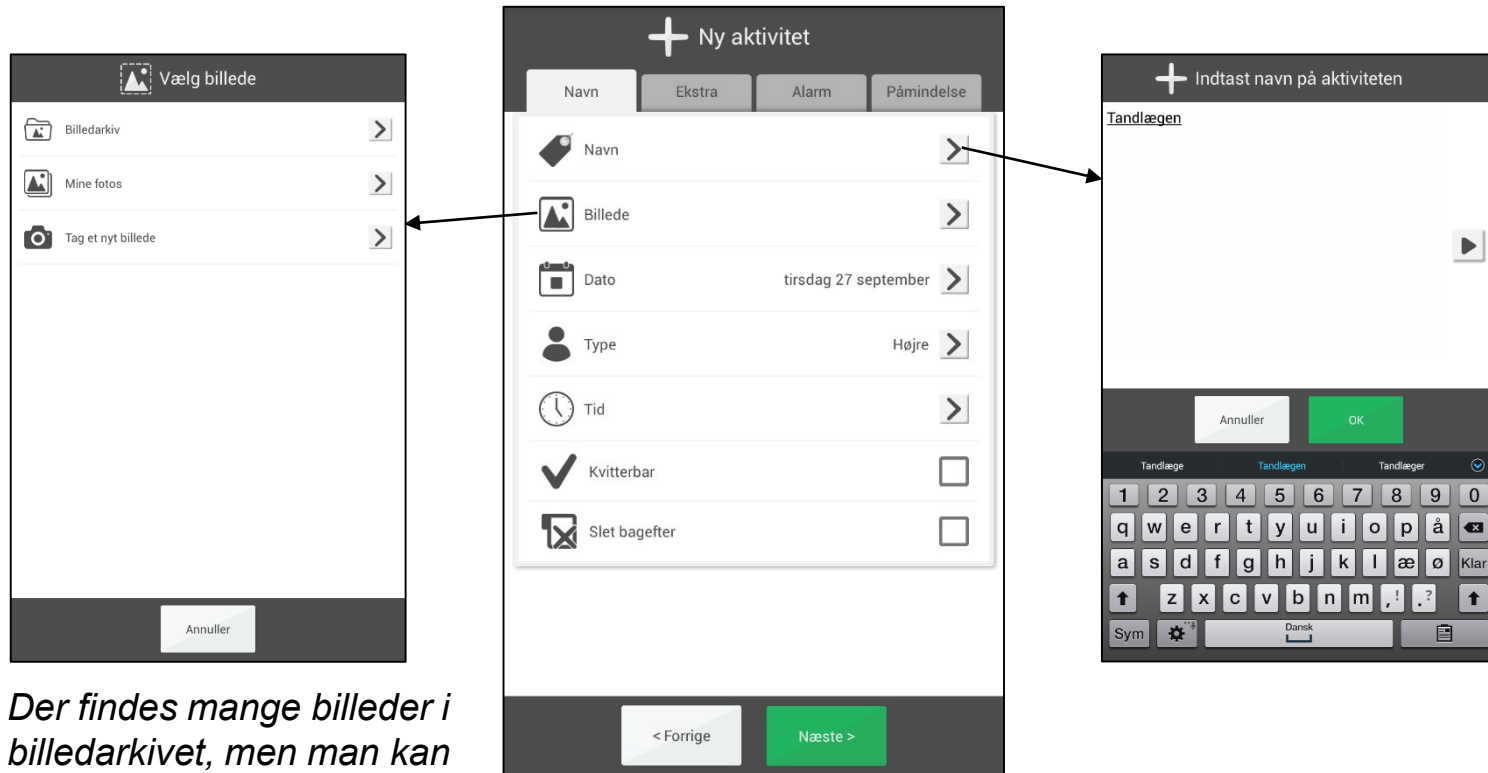 Vælg billede
Billedarkiv
Mine fotos
Tag et nyt billede
Annuller
Der findes mange billeder i
billedarkivet, men man kan
Ny aktivitet
Navn Ekstra Alarm Påmindelse
Navn
Billede
Dato tirsdag 27 september
Type Højre
Tid
Kvitterbar
Slet bagefter
< Forrige Næste >
Indtast navn på aktiviteten
Tandlægen
Annuller OK
Tandlæge Tandlægen Tandlæger
1 2 3 4 5 6 7 8 9 0
q w e r t y u i o p å
a s d f g h j k l æ ø Klar
z x c v b n m ,! .?
Sym Dansk